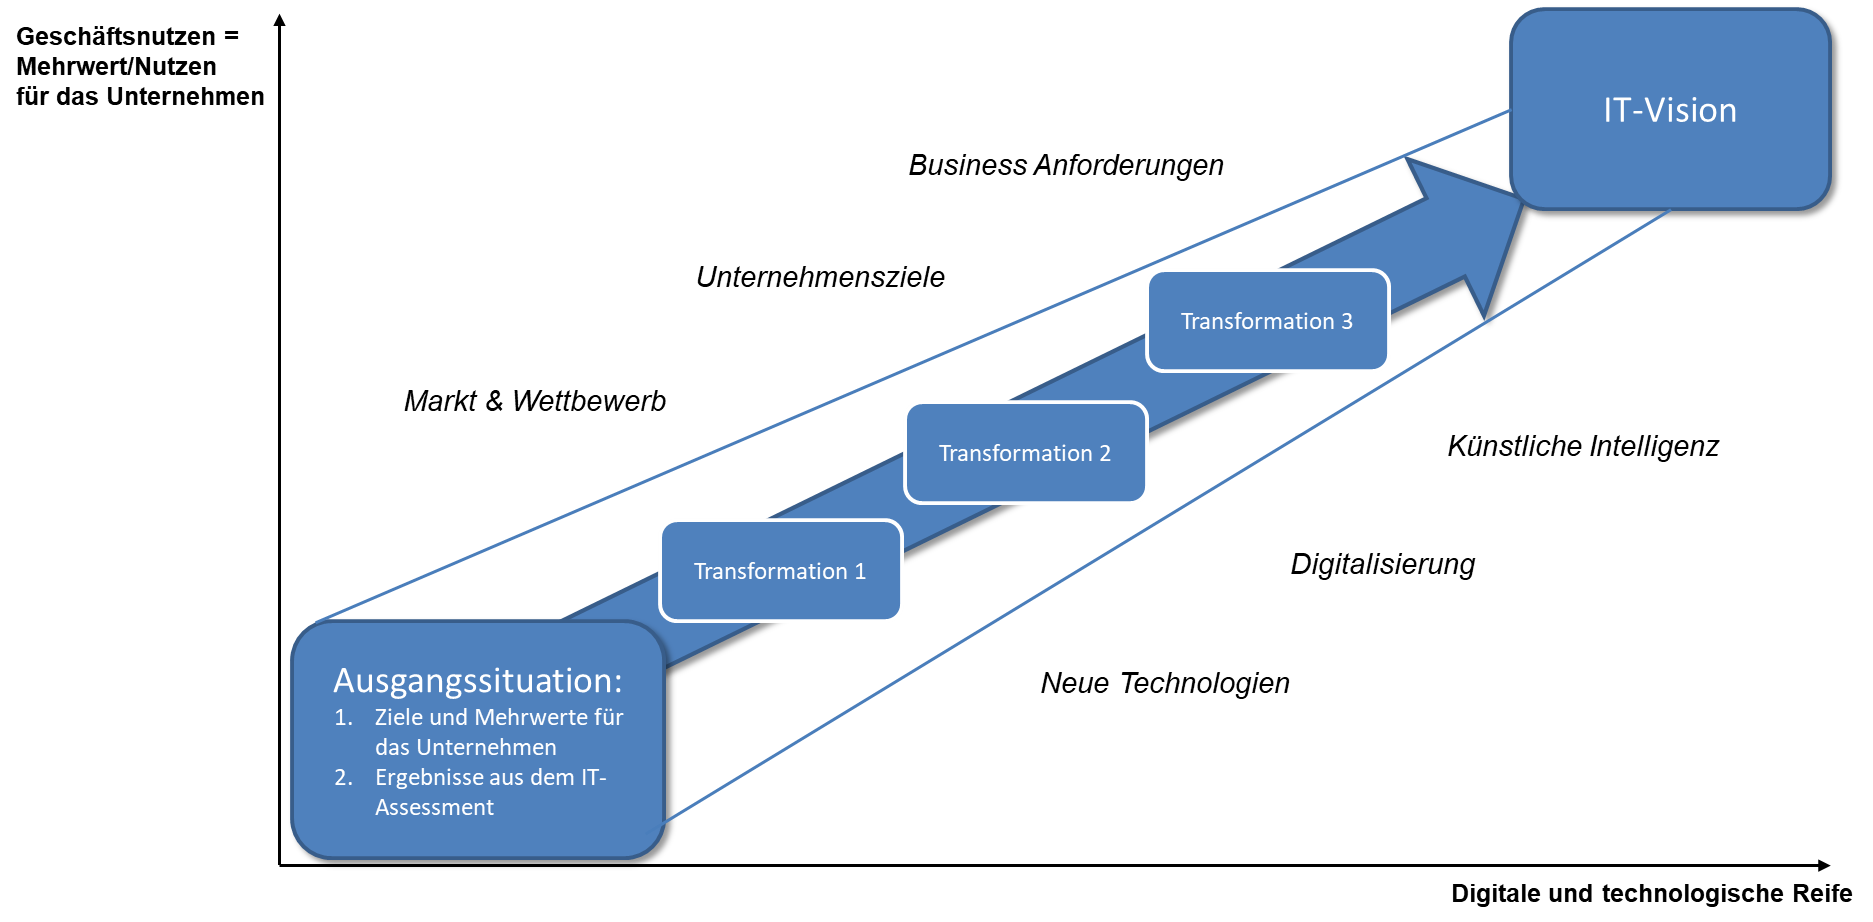 Geschäftsnutzen =
Mehrwert/Nutzen
für das Unternehmen
IT-Vision
Business Anforderungen
Unternehmensziele
Transformation 3
Markt & Wettbewerb
Transformation 2
Künstliche Intelligenz
Transformation 1
Digitalisierung
Ausgangssituation:
1. Ziele und Mehrwerte für
das Unternehmen
2. Ergebnisse aus dem IT-
Assessment
Neue Technologien
Digitale und technologische Reife